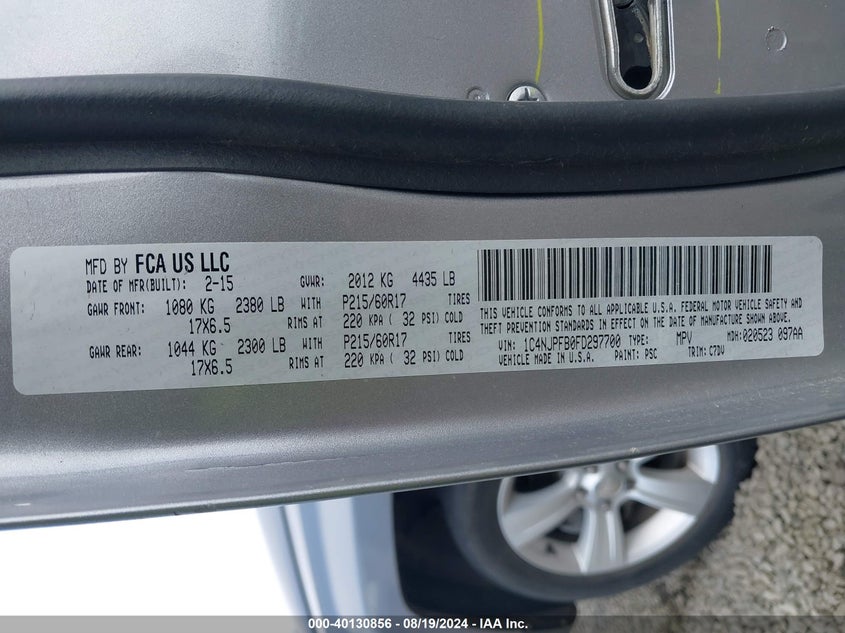 MFD BY FCA US LLC
DATE OF MFR(BUILT): 2-15 GVWR: 2012 KG 4435 LB
GAWR FRONT: 1080 KG 2380 LB WITH P215/60R17 TIRES
17X6.5 RIMS AT 220 KPA ( 32 PSI) COLD
GAWR REAR: 1044 KG 2300 LB WITH P215/60R17 TIRES
17X6.5 RIMS AT 220 KPA ( 32 PSI) COLD
THIS VEHICLE CONFORMS TO ALL APPLICABLE U.S.A. FEDERAL MOTOR VEHICLE SAFETY AND
THEFT PREVENTION STANDARDS IN EFFECT ON THE DATE OF MANUFACTURE SHOWN ABOVE.
VIN: 1C4NJPFB0FD297700 TYPE: MPV MDH:020523 097AA
VEHICLE MADE IN U.S.A. PAINT: PSC TRIM: C7DV
000-40130856 - 08/19/2024 - IAA Inc.